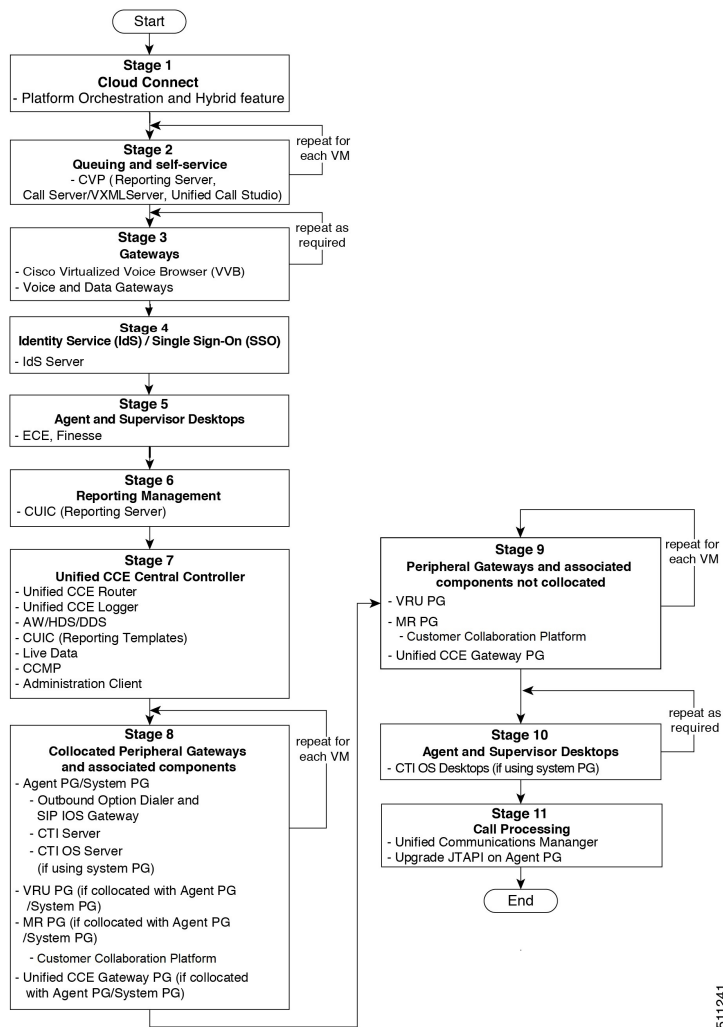 Start
Stage 1
Cloud Connect
- Platform Orchestration and Hybrid feature
repeat for
each VM
Stage 2
Queuing and self-service
- CVP (Reporting Server,
Call Server/VXMLServer, Unified Call Studio)
repeat as
required
Stage 3
Gateways
- Cisco Virtualized Voice Browser (VVB)
- Voice and Data Gateways
Stage 4
Identity Service (IdS) / Single Sign-On (SSO)
- IdS Server
Stage 5
Agent and Supervisor Desktops
- ECE, Finesse
Stage 6
Reporting Management
- CUIC (Reporting Server)
Stage 7
Unified CCE Central Controller
- Unified CCE Router
- Unified CCE Logger
- AW/HDS/DDS
- CUIC (Reporting Templates)
- Live Data
- CCMP
- Administration Client
Stage 8
Collocated Peripheral Gateways
and associated components
repeat for
each VM
- Agent PG/System PG
- Outbound Option Dialer and
SIP IOS Gateway
- CTI Server
- CTI OS Server
(if using system PG)
- VRU PG (if collocated with Agent PG
/System PG)
- MR PG (if collocated with Agent PG
/System PG)
- Customer Collaboration Platform
- Unified CCE Gateway PG (if collocated
with Agent PG/System PG)
Stage 9
Peripheral Gateways and associated
components not collocated
repeat for
each VM
- VRU PG
- MR PG
- Customer Collaboration Platform
- Unified CCE Gateway PG
repeat as
required
Stage 10
Agent and Supervisor Desktops
- CTI OS Desktops (if using system PG)
Stage 11
Call Processing
- Unified Communications Mananger
- Upgrade JTAPI on Agent PG
End
511241